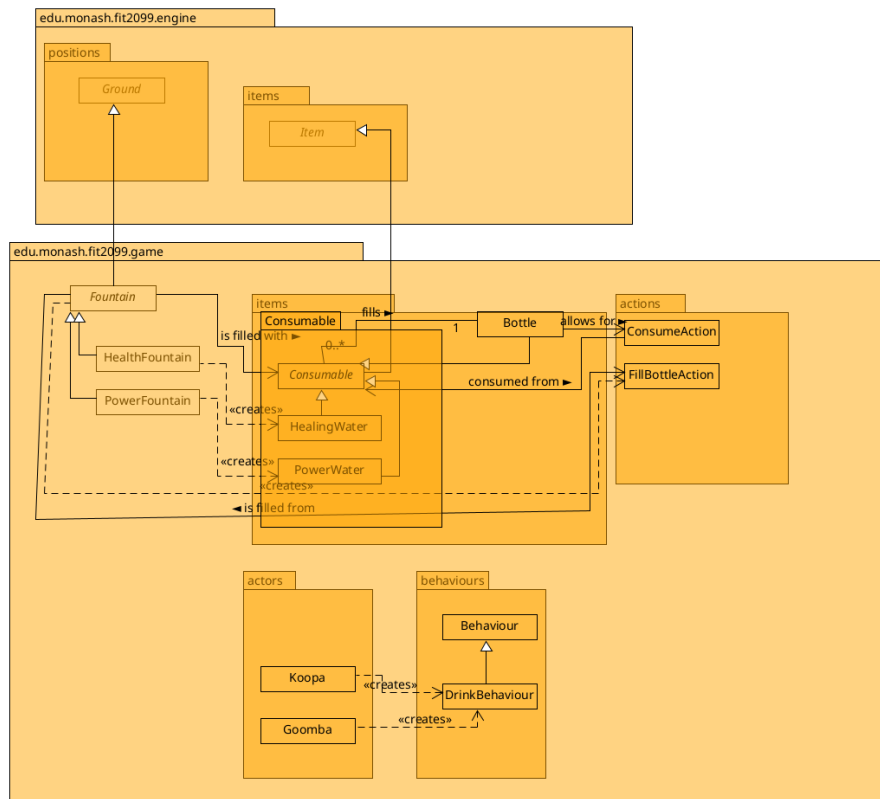 edu.monash.fit2099.engine
positions
Ground
items
Item
edu.monash.fit2099.game
Fountain
items
actions
fills ►
Consumable
1
Bottle
allows for ►
ConsumeAction
is filled with ►
0..*
HealthFountain
Consumable
consumed from ►
FillBottleAction
PowerFountain
«creates»
HealingWater
«creates»
PowerWater
«creates»
◄ is filled from
actors
behaviours
Behaviour
Koopa
«creates»
DrinkBehaviour
Goomba
«creates»